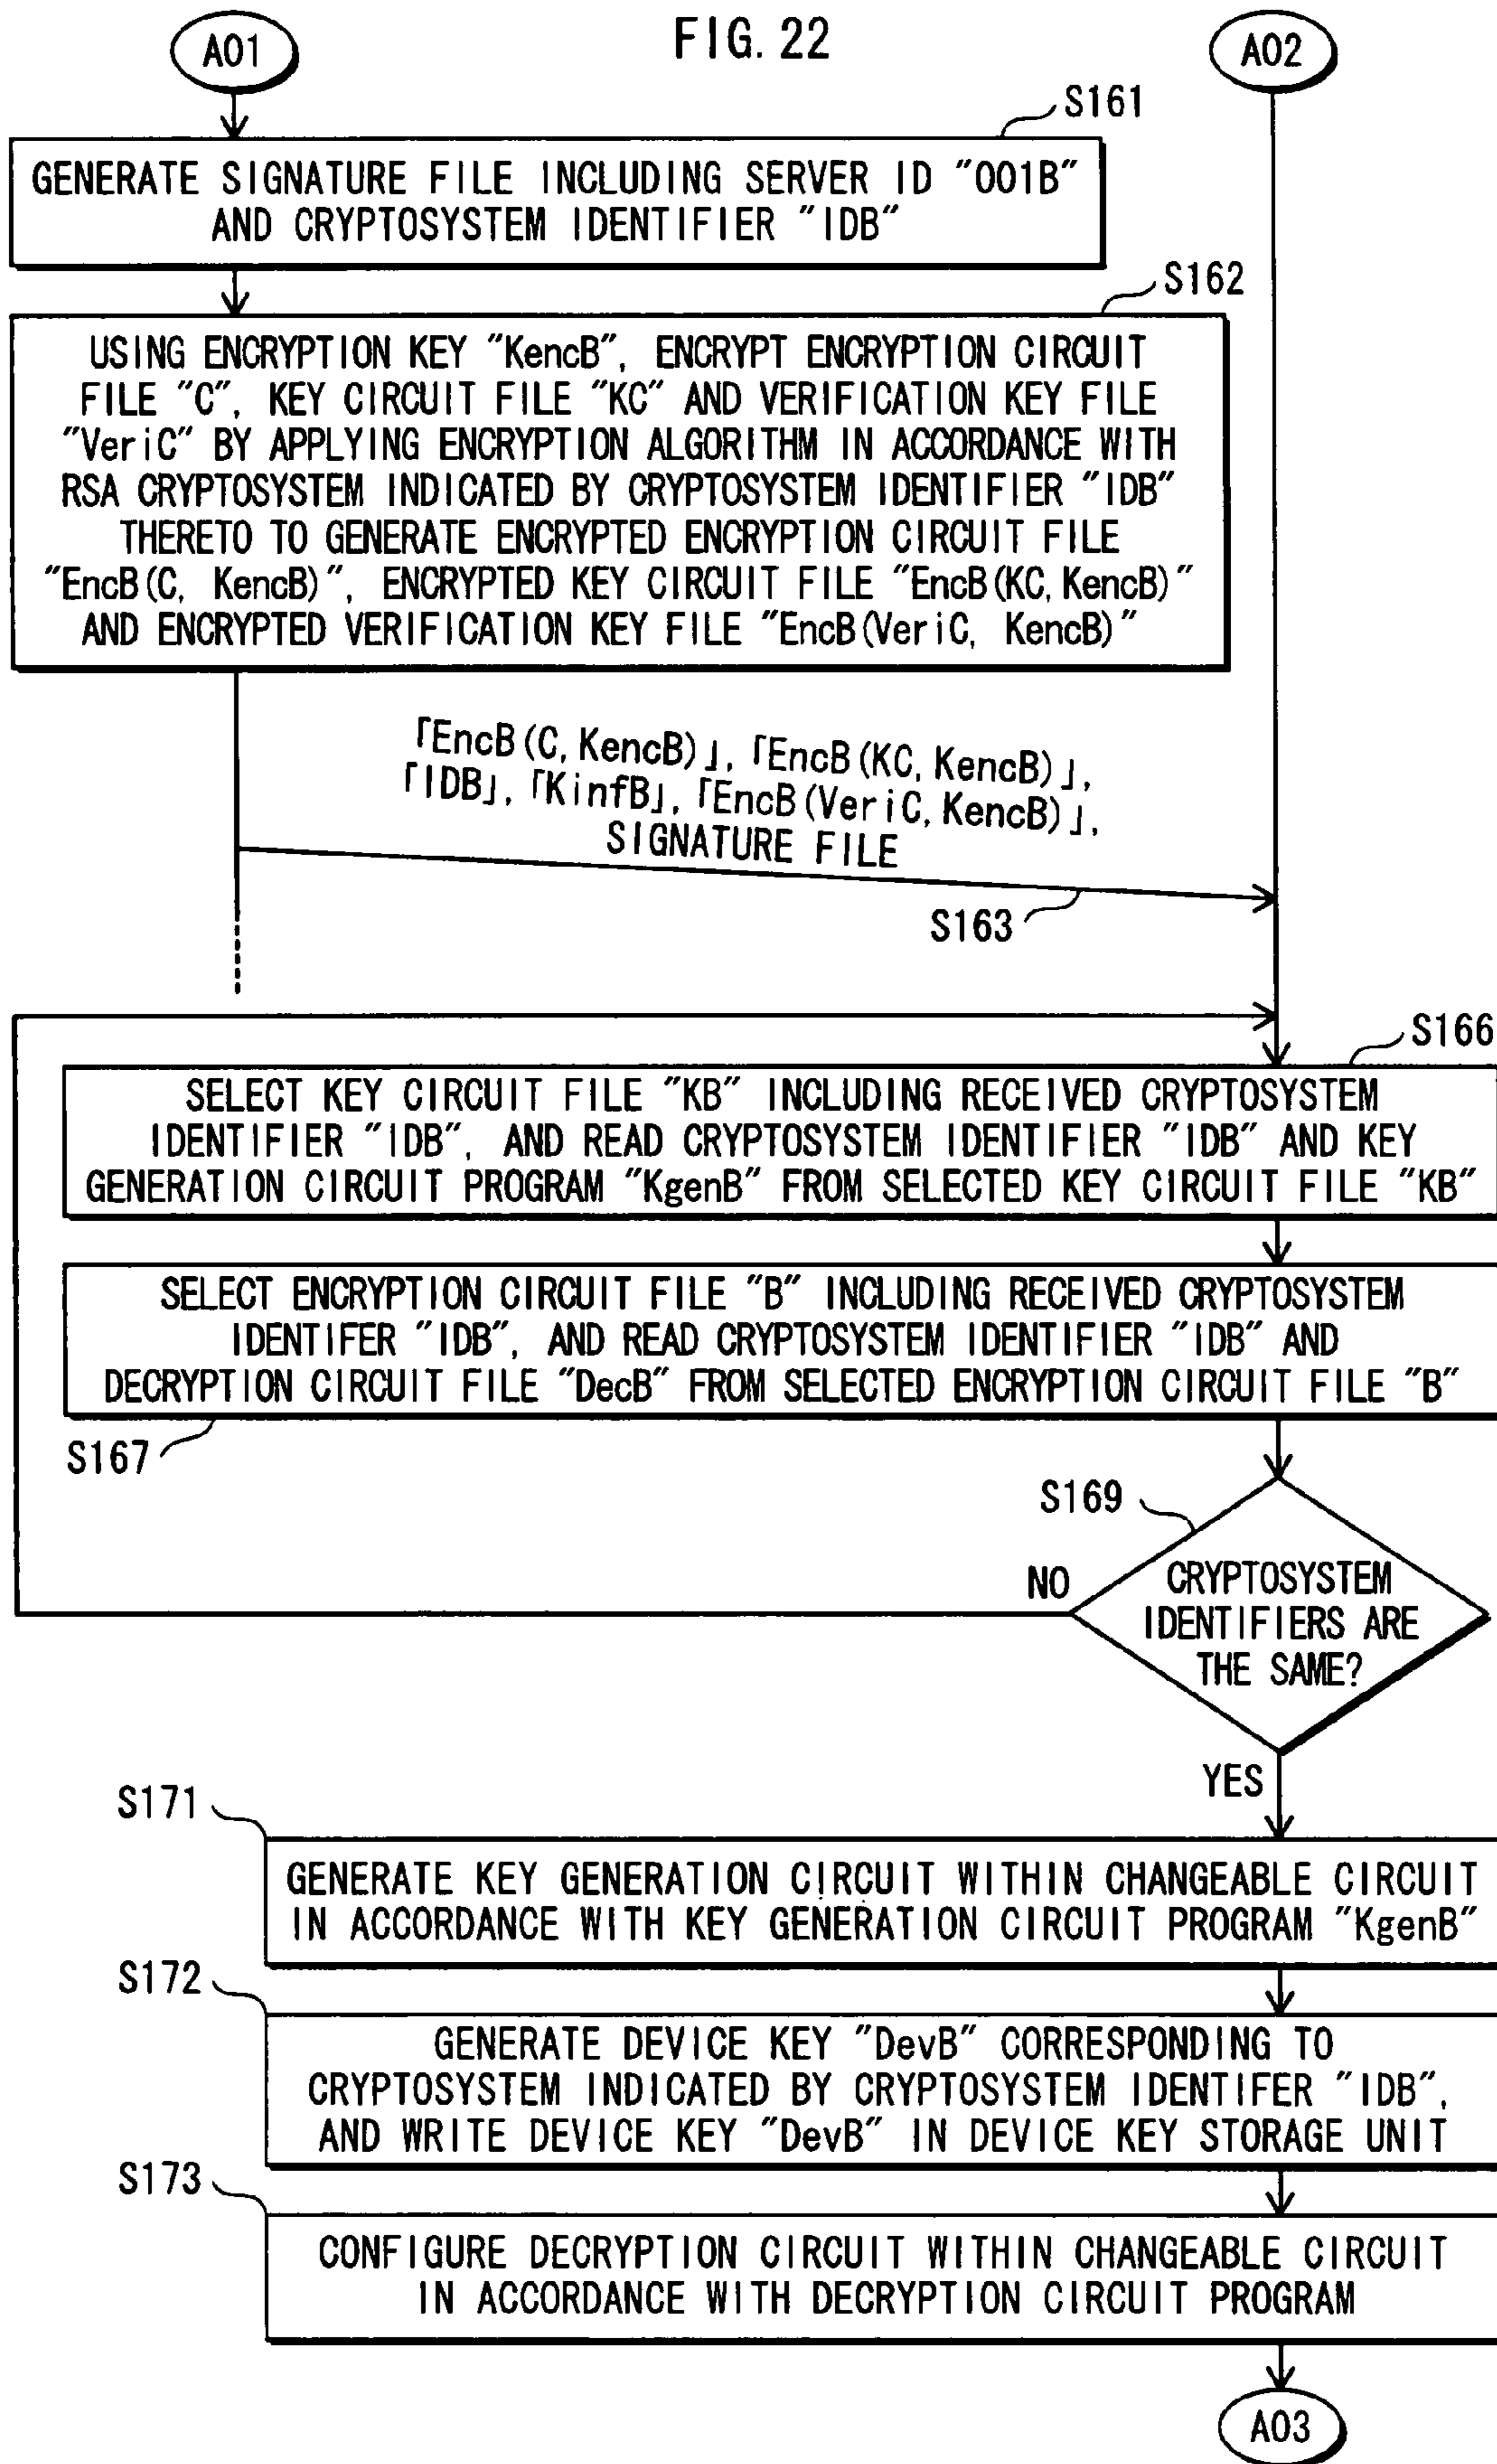 FIG. 22
A01
A02
S161
GENERATE SIGNATURE FILE INCLUDING SERVER ID "001B"
AND CRYPTOSYSTEM IDENTIFIER "IDB"
S162
USING ENCRYPTION KEY "KencB", ENCRYPT ENCRYPTION CIRCUIT
FILE "C", KEY CIRCUIT FILE "KC" AND VERIFICATION KEY FILE
"VeriC" BY APPLYING ENCRYPTION ALGORITHM IN ACCORDANCE WITH
RSA CRYPTOSYSTEM INDICATED BY CRYPTOSYSTEM IDENTIFIER "IDB"
THERETO TO GENERATE ENCRYPTED ENCRYPTION CIRCUIT FILE
"EncB(C, KencB)", ENCRYPTED KEY CIRCUIT FILE "EncB(KC,KencB)"
AND ENCRYPTED VERIFICATION KEY FILE "EncB(VeriC, KencB)"
「EncB(C,KencB)」,「EncB(KC,KencB)」,
「IDB」,「KinfB」,「EncB(VeriC,KencB)」,
SIGNATURE FILE
S163
S166
SELECT KEY CIRCUIT FILE "KB" INCLUDING RECEIVED CRYPTOSYSTEM
IDENTIFIER "IDB", AND READ CRYPTOSYSTEM IDENTIFIER "IDB" AND KEY
GENERATION CIRCUIT PROGRAM "KgenB" FROM SELECTED KEY CIRCUIT FILE "KB"
SELECT ENCRYPTION CIRCUIT FILE "B" INCLUDING RECEIVED CRYPTOSYSTEM
IDENTIFER "IDB", AND READ CRYPTOSYSTEM IDENTIFIER "IDB" AND
DECRYPTION CIRCUIT FILE "DecB" FROM SELECTED ENCRYPTION CIRCUIT FILE "B"
S167
S169
NO
CRYPTOSYSTEM
IDENTIFIERS ARE
THE SAME?
YES
S171
GENERATE KEY GENERATION CIRCUIT WITHIN CHANGEABLE CIRCUIT
IN ACCORDANCE WITH KEY GENERATION CIRCUIT PROGRAM "KgenB"
S172
GENERATE DEVICE KEY "DevB" CORRESPONDING TO
CRYPTOSYSTEM INDICATED BY CRYPTOSYSTEM IDENTIFER "IDB",
AND WRITE DEVICE KEY "DevB" IN DEVICE KEY STORAGE UNIT
S173
CONFIGURE DECRYPTION CIRCUIT WITHIN CHANGEABLE CIRCUIT
IN ACCORDANCE WITH DECRYPTION CIRCUIT PROGRAM
A03